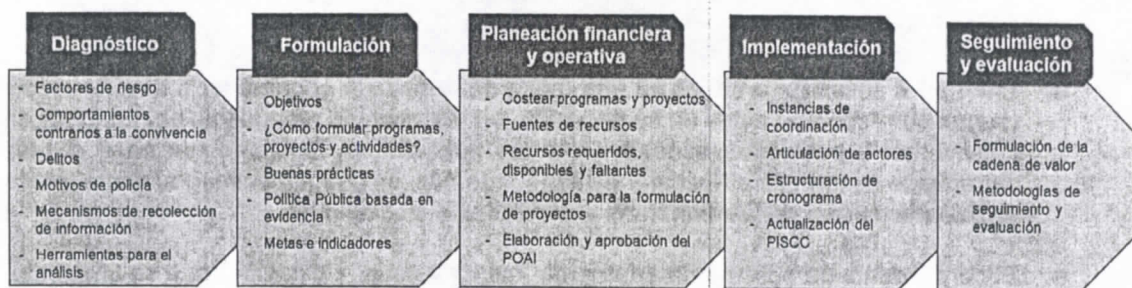 Diagnóstico
- Factores de riesgo
- Comportamientos
contrarios a la convivencia
- Delitos
- Motivos de policía
- Mecanismos de recolección
de información
- Herramientas para el
análisis
Formulación
- Objetivos
- ¿Cómo formular programas,
proyectos y actividades?
- Buenas prácticas
- Política Pública basada en
evidencia
- Metas e indicadores
Planeación financiera
y operativa
- Costear programas y proyectos
- Fuentes de recursos
- Recursos requeridos,
disponibles y faltantes
- Metodología para la formulación
de proyectos
- Elaboración y aprobación del
POAI
Implementación
- Instancias de
coordinación
- Articulación de actores
- Estructuración de
cronograma
- Actualización del
PISCC
Seguimiento
y evaluación
- Formulación de la
cadena de valor
- Metodologías de
seguimiento y
evaluación